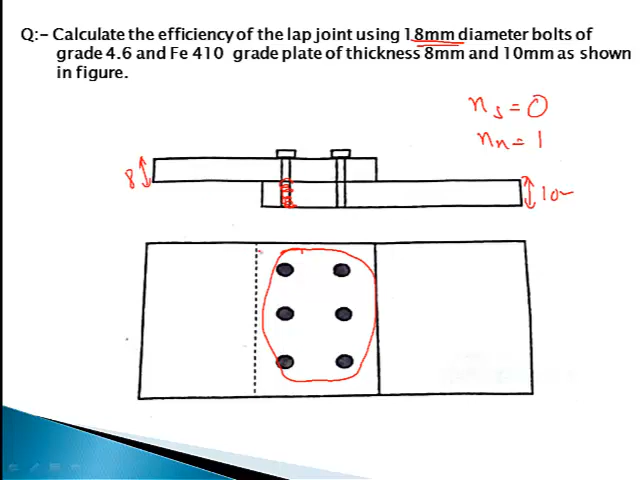 Q:- Calculate the efficiency of the lap joint using 18mm diameter bolts of
grade 4.6 and Fe 410 grade plate of thickness 8mm and 10mm as shown
in figure.
ns = 0
nn = 1
8
10